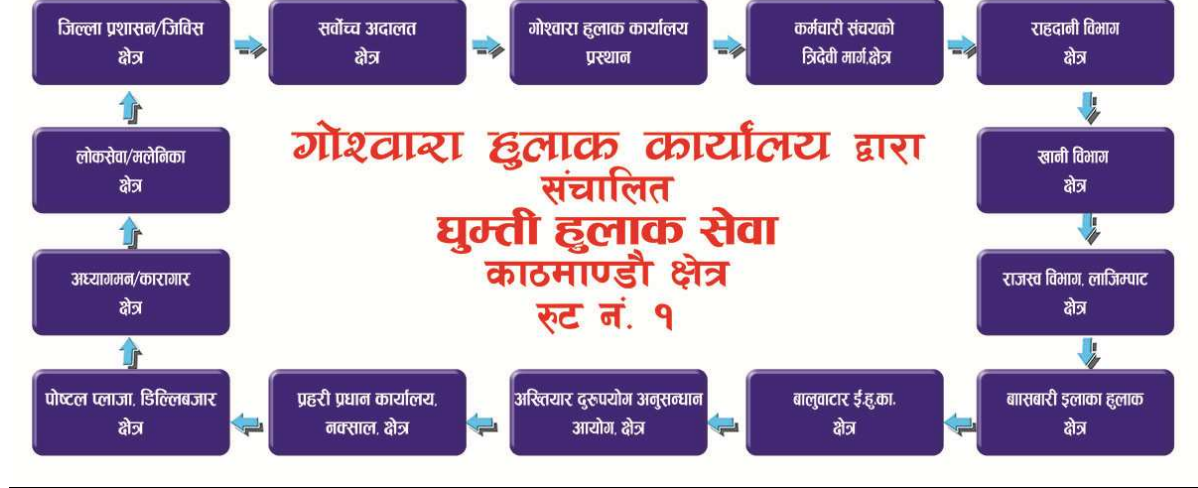 जिल्ला प्रशासन/जिविस
क्षेत्र
सर्वोच्च अदालत
क्षेत्र
गोश्वारा हुलाक कार्यालय
प्रस्थान
कर्मचारी संचयको
त्रिदेवी मार्ग,क्षेत्र
राहदानी विभाग
क्षेत्र
खानी विभाग
क्षेत्र
राजस्व विभाग, लाजिम्पाट
क्षेत्र
बाासबारी इलाका हुलाक
क्षेत्र
बालुवाटार ई.हु.का.
क्षेत्र
अख्तियार दुरुपयोग अनुसन्धान
आयोग, क्षेत्र
प्रहरी प्रधान कार्यालय,
नक्साल, क्षेत्र
पोष्टल प्लाजा, डिल्लिबजार
क्षेत्र
अध्यागमन/कारागार
क्षेत्र
लोकसेवा/मलेनिका
क्षेत्र
गोश्वारा हुलाक कार्यांलय द्वारा
संचालित
घुम्ती हुलाक सेवा
काठमाण्डौ क्षेत्र
रुट नं. १